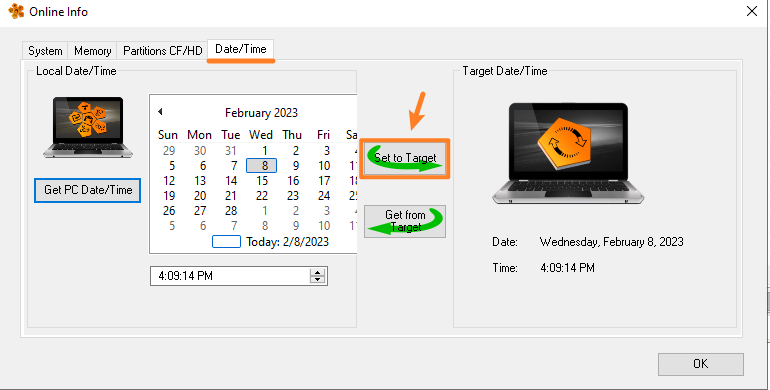 Online Info
System Memory Partitions CF/HD Date/Time
Local Date/Time
Get PC Date/Time
February 2023
Sun Mon Tue Wed Thu Fri Sa
29 30 31 1 2 3 4
5 6 7 8 9 10 11
12 13 14 15 16 17 18
19 20 21 22 23 24 25
26 27 28 1 2 3 4
5 6 7 8 9 10 11
Today: 2/8/2023
4:09:14 PM
Set to Target
Get from
Target
Target Date/Time
Date: Wednesday, February 8, 2023
Time: 4:09:14 PM
OK